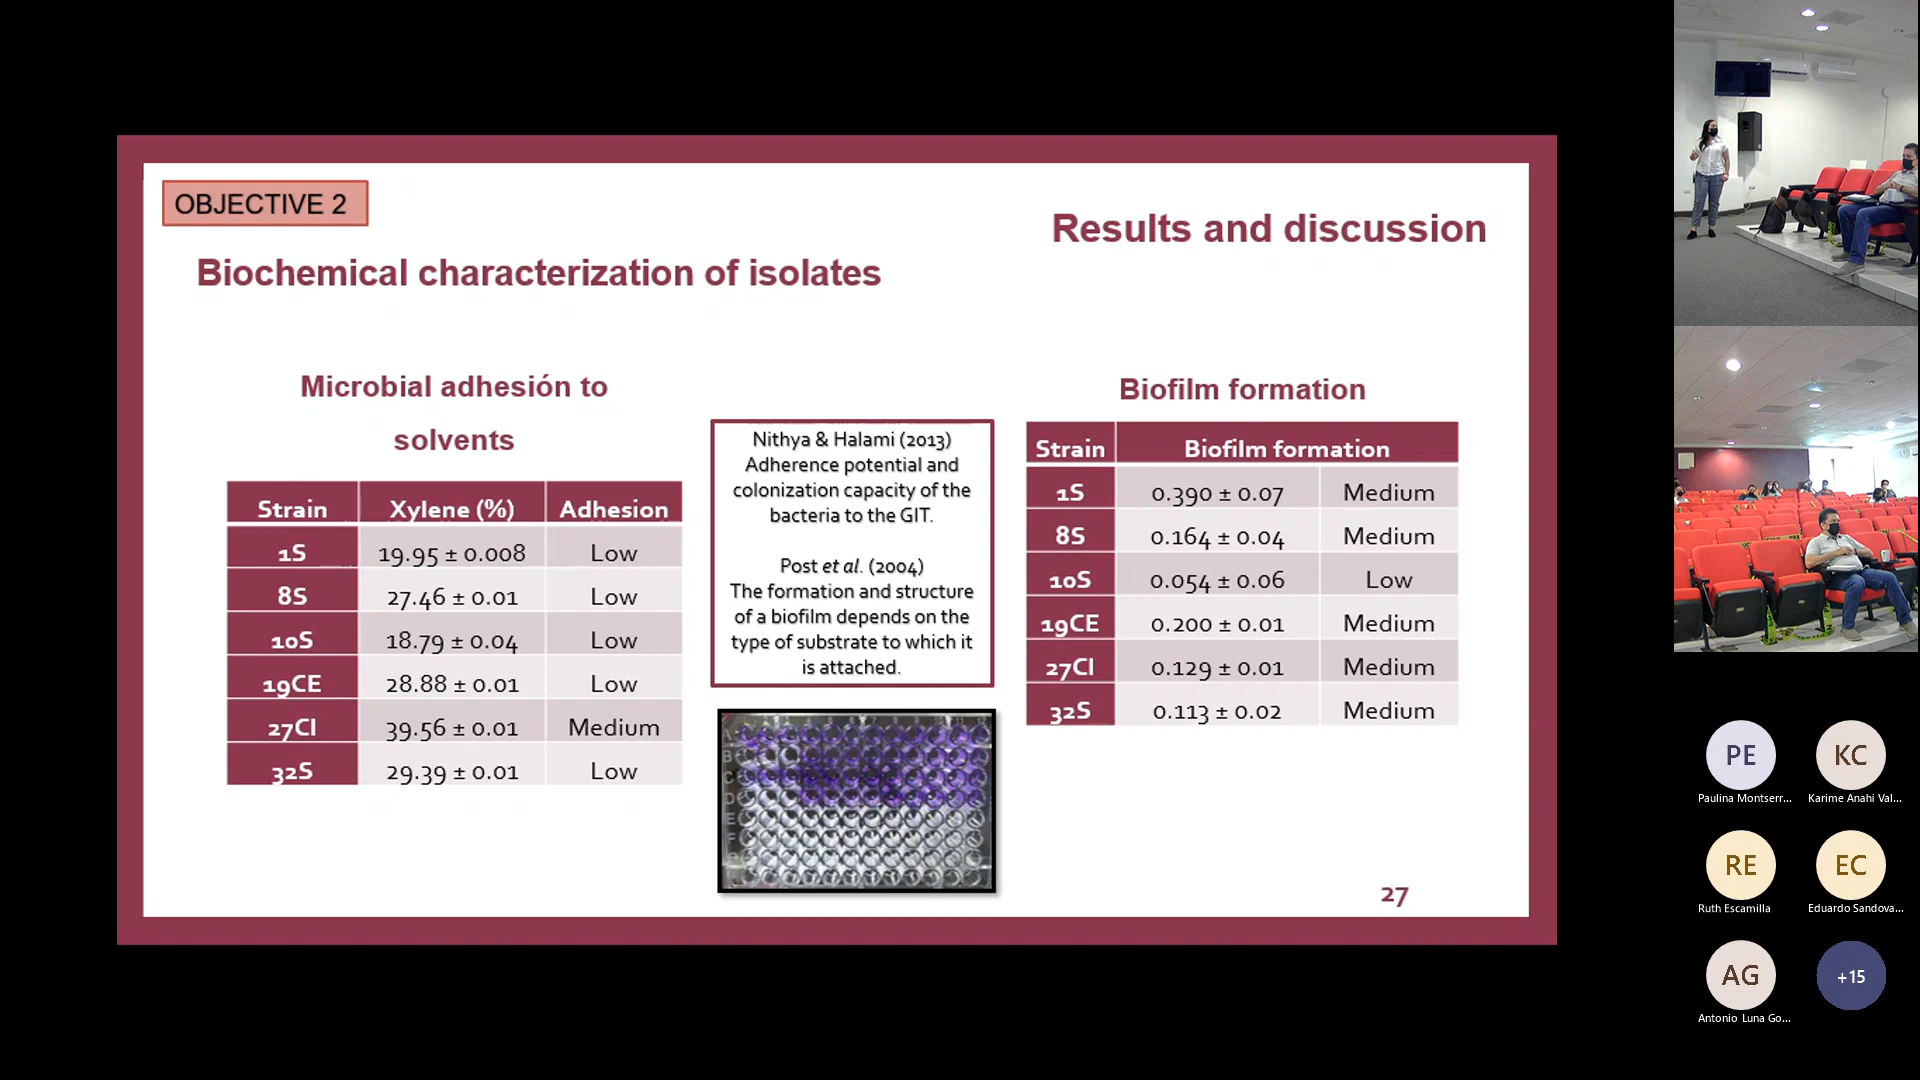 OBJECTIVE 2
Results and discussion
Biochemical characterization of isolates
Microbial adhesión to
solvents
Strain Xylene (%) Adhesion
1S 19.95 ± 0.008 Low
8S 27.46 ± 0.01 Low
10S 18.79 ± 0.04 Low
19CE 28.88 ± 0.01 Low
27CI 39.56 ± 0.01 Medium
32S 29.39 ± 0.01 Low
Nithya & Halami (2013)
Adherence potential and
colonization capacity of the
bacteria to the GIT.
Post et al. (2004)
The formation and structure
of a biofilm depends on the
type of substrate to which it
is attached.
Biofilm formation
Strain Biofilm formation
1S 0.390 ± 0.07 Medium
8S 0.164 ± 0.04 Medium
10S 0.054 ± 0.06 Low
19CE 0.200 ± 0.01 Medium
27CI 0.129 ± 0.01 Medium
32S 0.113 ± 0.02 Medium
27
PE KC
Paulina Montserr... Karime Anahi Val...
RE EC
Ruth Escamilla Eduardo Sandova...
AG +15
Antonio Luna Go...